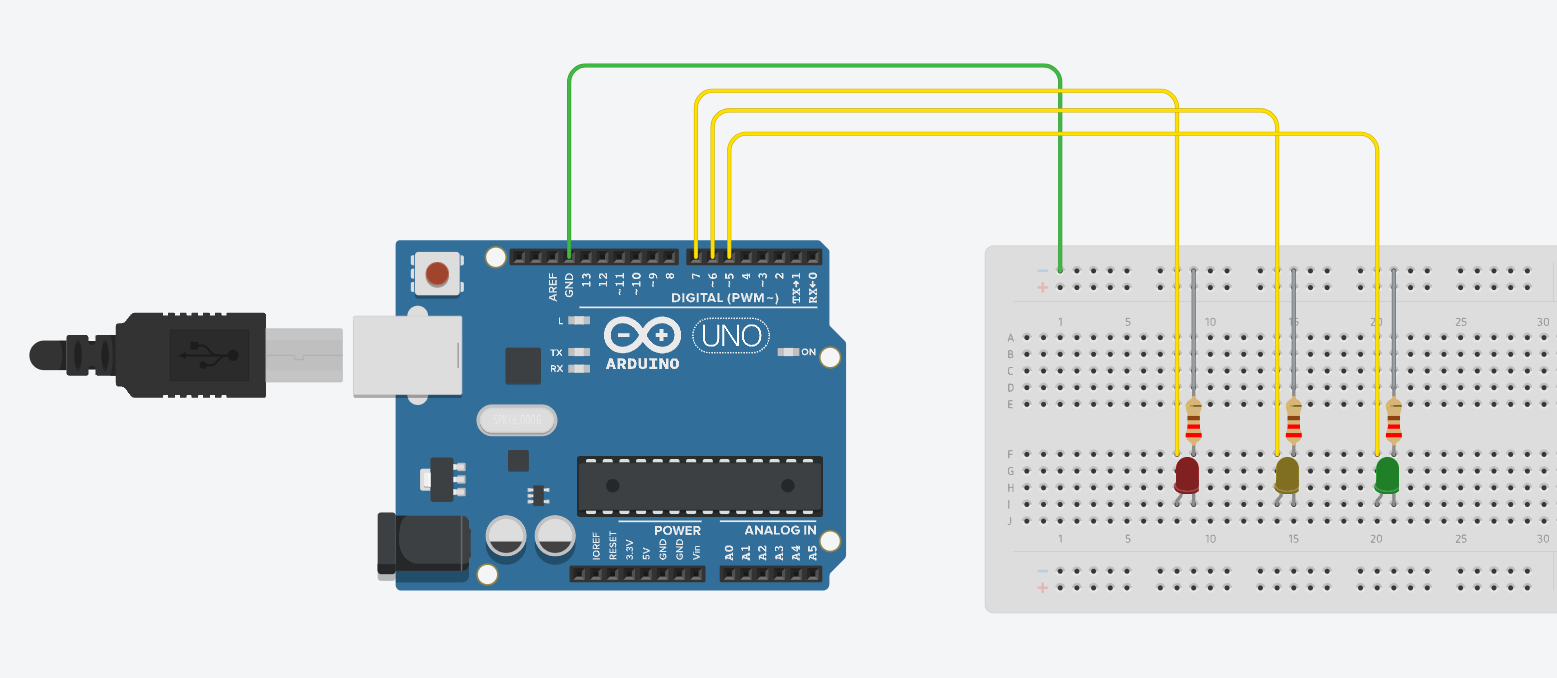 AREF
GND
13
12
~11
~10
~9
8
7
~6
~5
4
~3
2
TX→1
RX←0
DIGITAL (PWM~)
L
TX
RX
ARDUINO
UNO
ON
SPK16.000G
IOREF
RESET
3.3V
5V
GND
GND
Vin
POWER
ANALOG IN
A0
A1
A2
A3
A4
A5
−
+
1 5 10 15 20 25 30
A
B
C
D
E
F
G
H
I
J
1 5 10 15 20 25 30
−
+